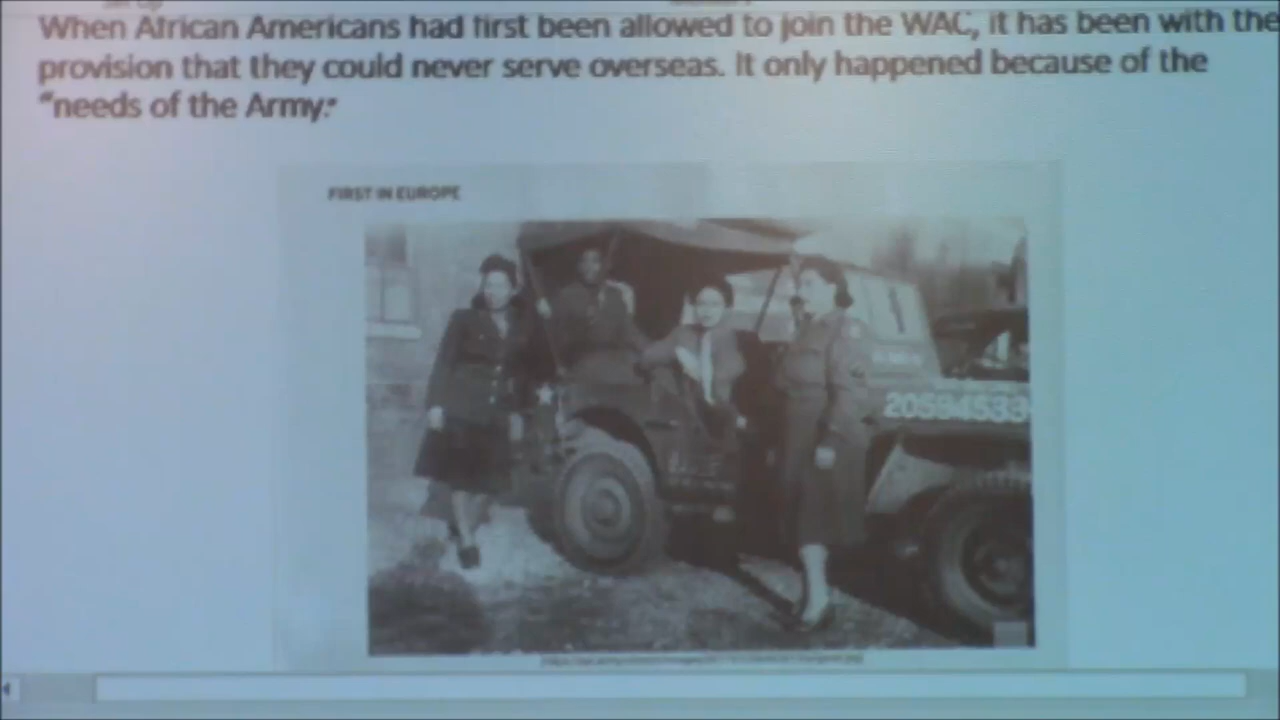 When African Americans had first been allowed to join the WAC, it has been with the
provision that they could never serve overseas. It only happened because of the
“needs of the Army:”
FIRST IN EUROPE
20594533